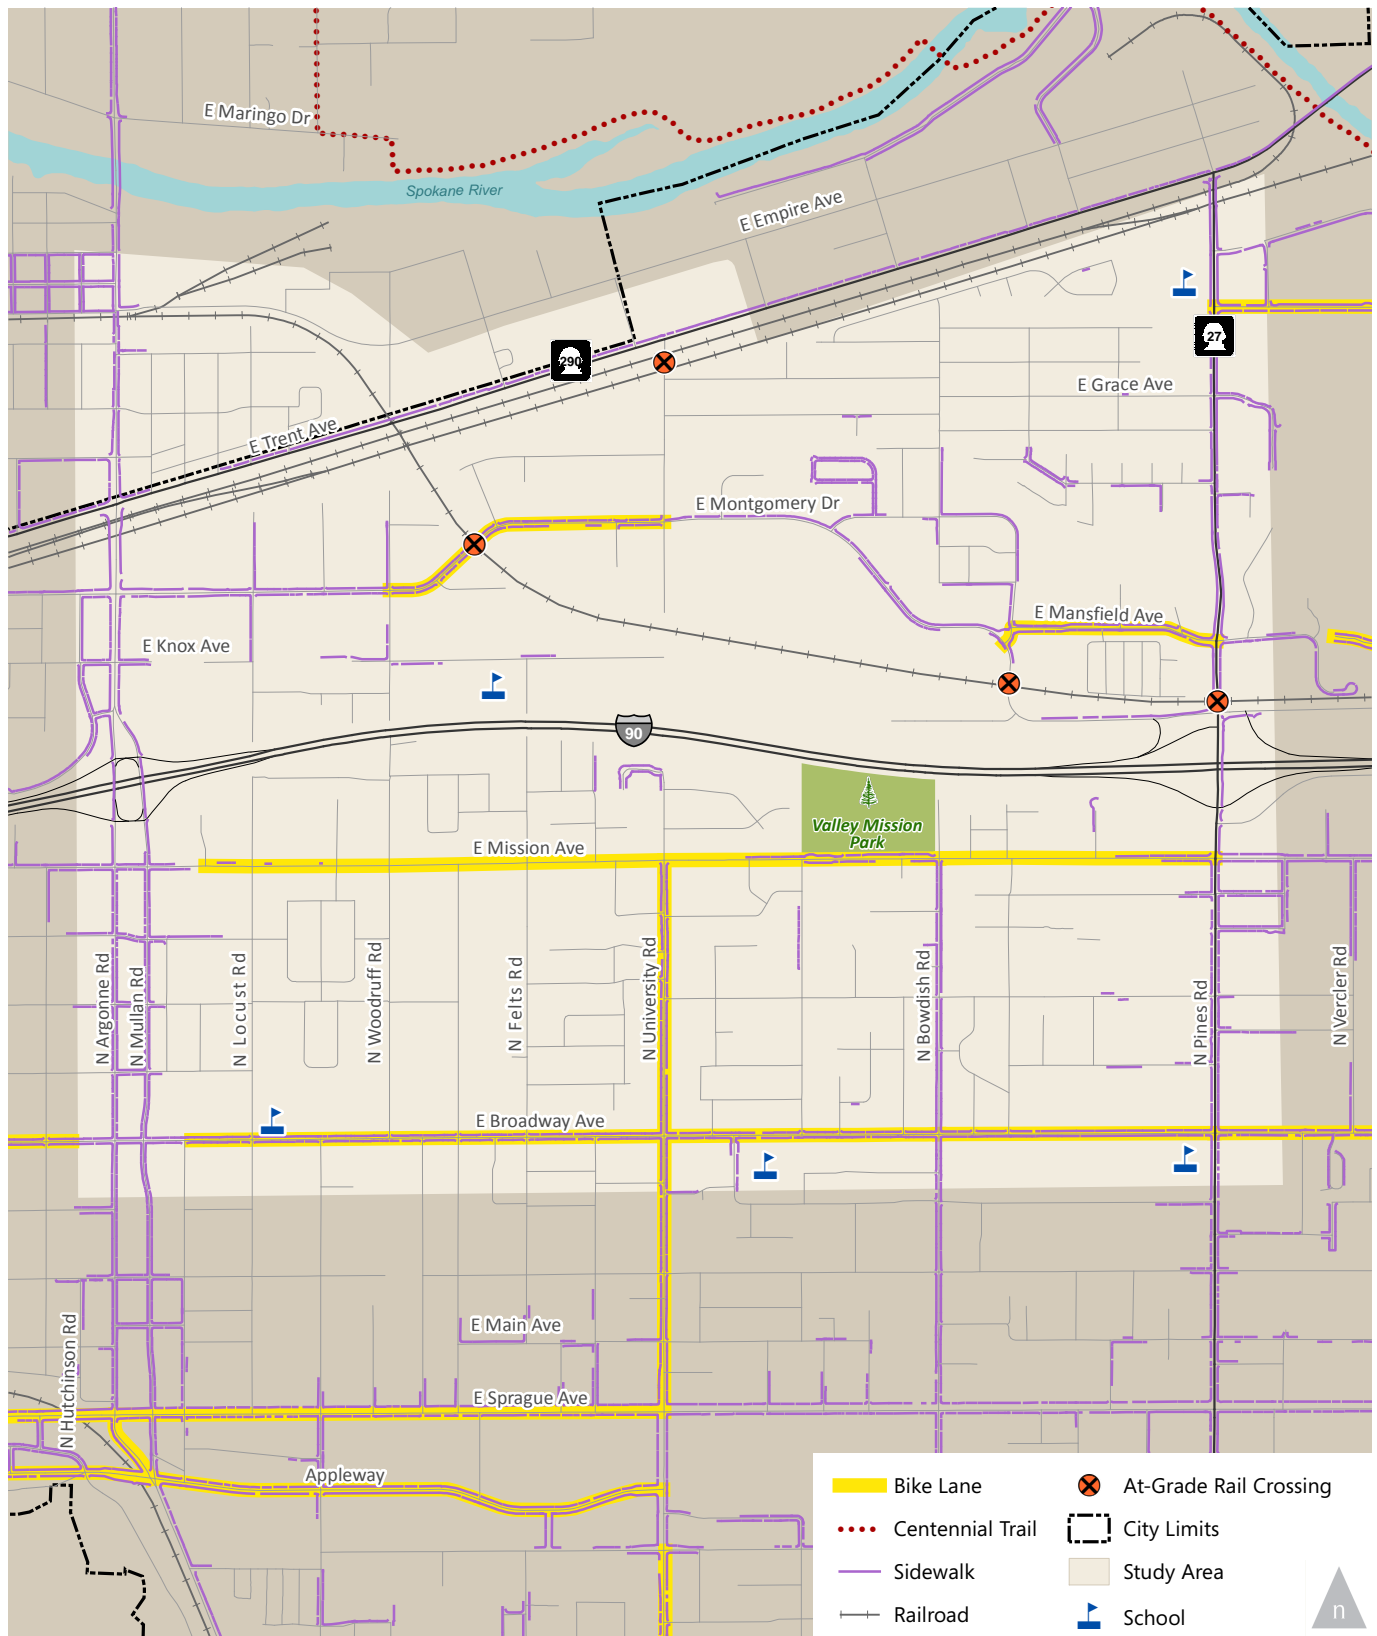 E Maringo Dr
Spokane River
E Empire Ave
27
E Grace Ave
290
E Trent Ave
E Montgomery Dr
E Mansfield Ave
E Knox Ave
90
Valley Mission
Park
E Mission Ave
N Argonne Rd
N Mullan Rd
N Locust Rd
N Woodruff Rd
N Felts Rd
N University Rd
N Bowdish Rd
N Pines Rd
N Vercler Rd
E Broadway Ave
E Main Ave
N Hutchinson Rd
E Sprague Ave
Appleway
Bike Lane
At-Grade Rail Crossing
Centennial Trail
City Limits
Sidewalk
Study Area
Railroad
School
n